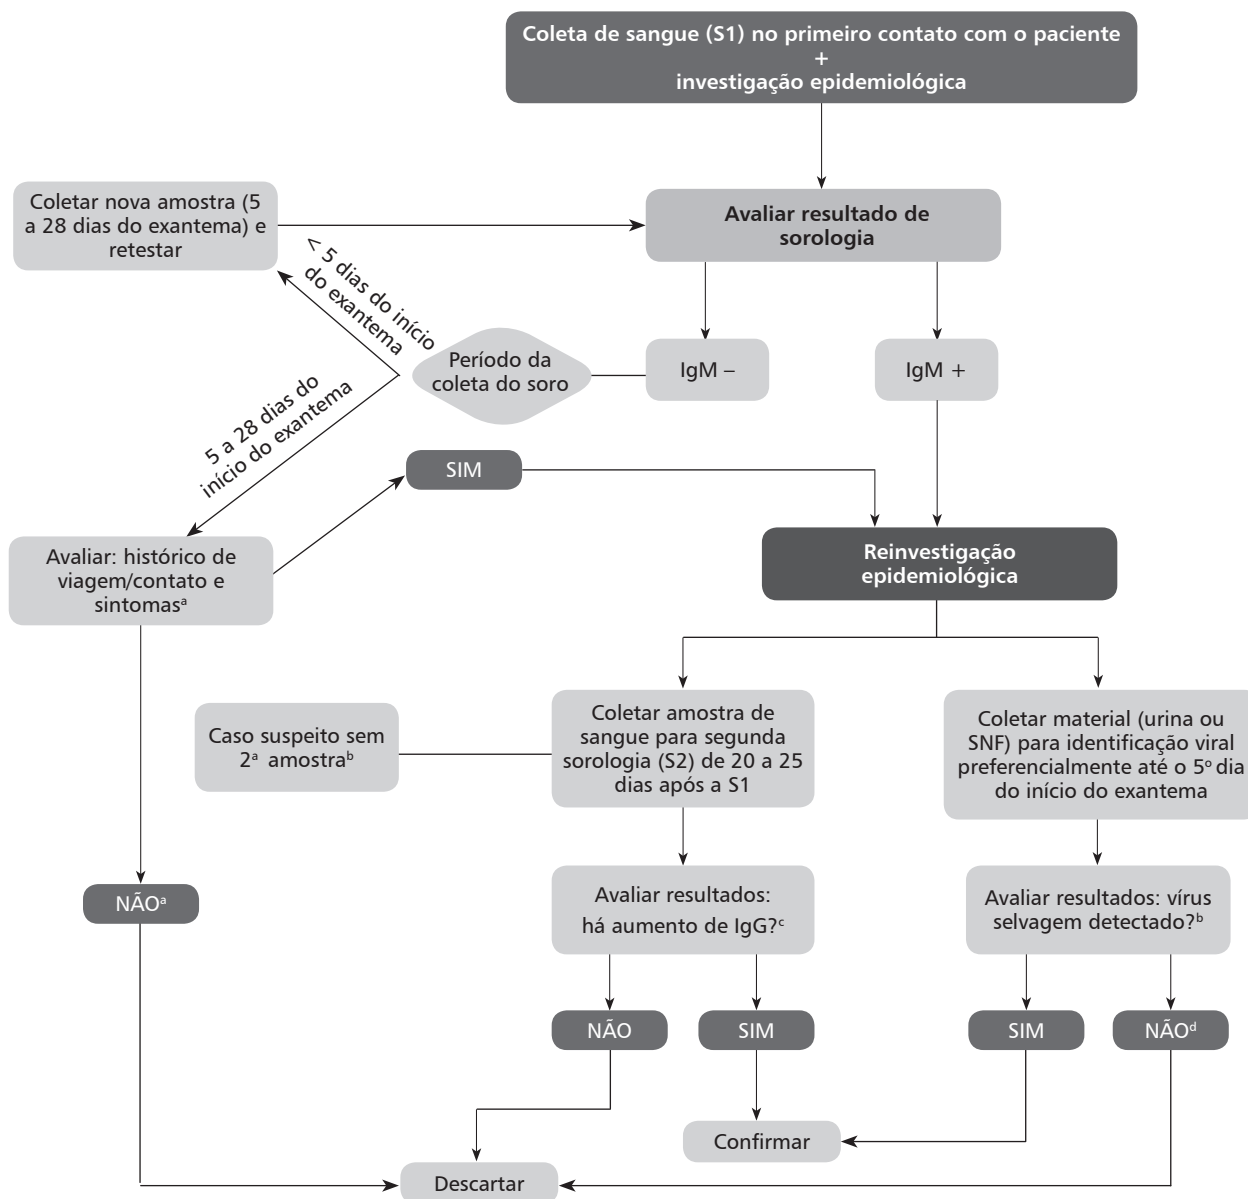 Coleta de sangue (S1) no primeiro contato com o paciente
+
investigação epidemiológica
Coletar nova amostra (5
a 28 dias do exantema) e
retestar
Avaliar resultado de
sorologia
< 5 dias do início
do exantema
Período da
coleta do soro
IgM –
IgM +
5 a 28 dias do
início do exantema
SIM
Avaliar: histórico de
viagem/contato e
sintomasᵃ
Reinvestigação
epidemiológica
Caso suspeito sem
2ª amostraᵇ
Coletar amostra de
sangue para segunda
sorologia (S2) de 20 a 25
dias após a S1
Coletar material (urina ou
SNF) para identificação viral
preferencialmente até o 5º dia
do início do exantema
NÃOᵃ
Avaliar resultados:
há aumento de IgG?ᶜ
Avaliar resultados: vírus
selvagem detectado?ᵇ
NÃO
SIM
SIM
NÃOᵈ
Confirmar
Descartar